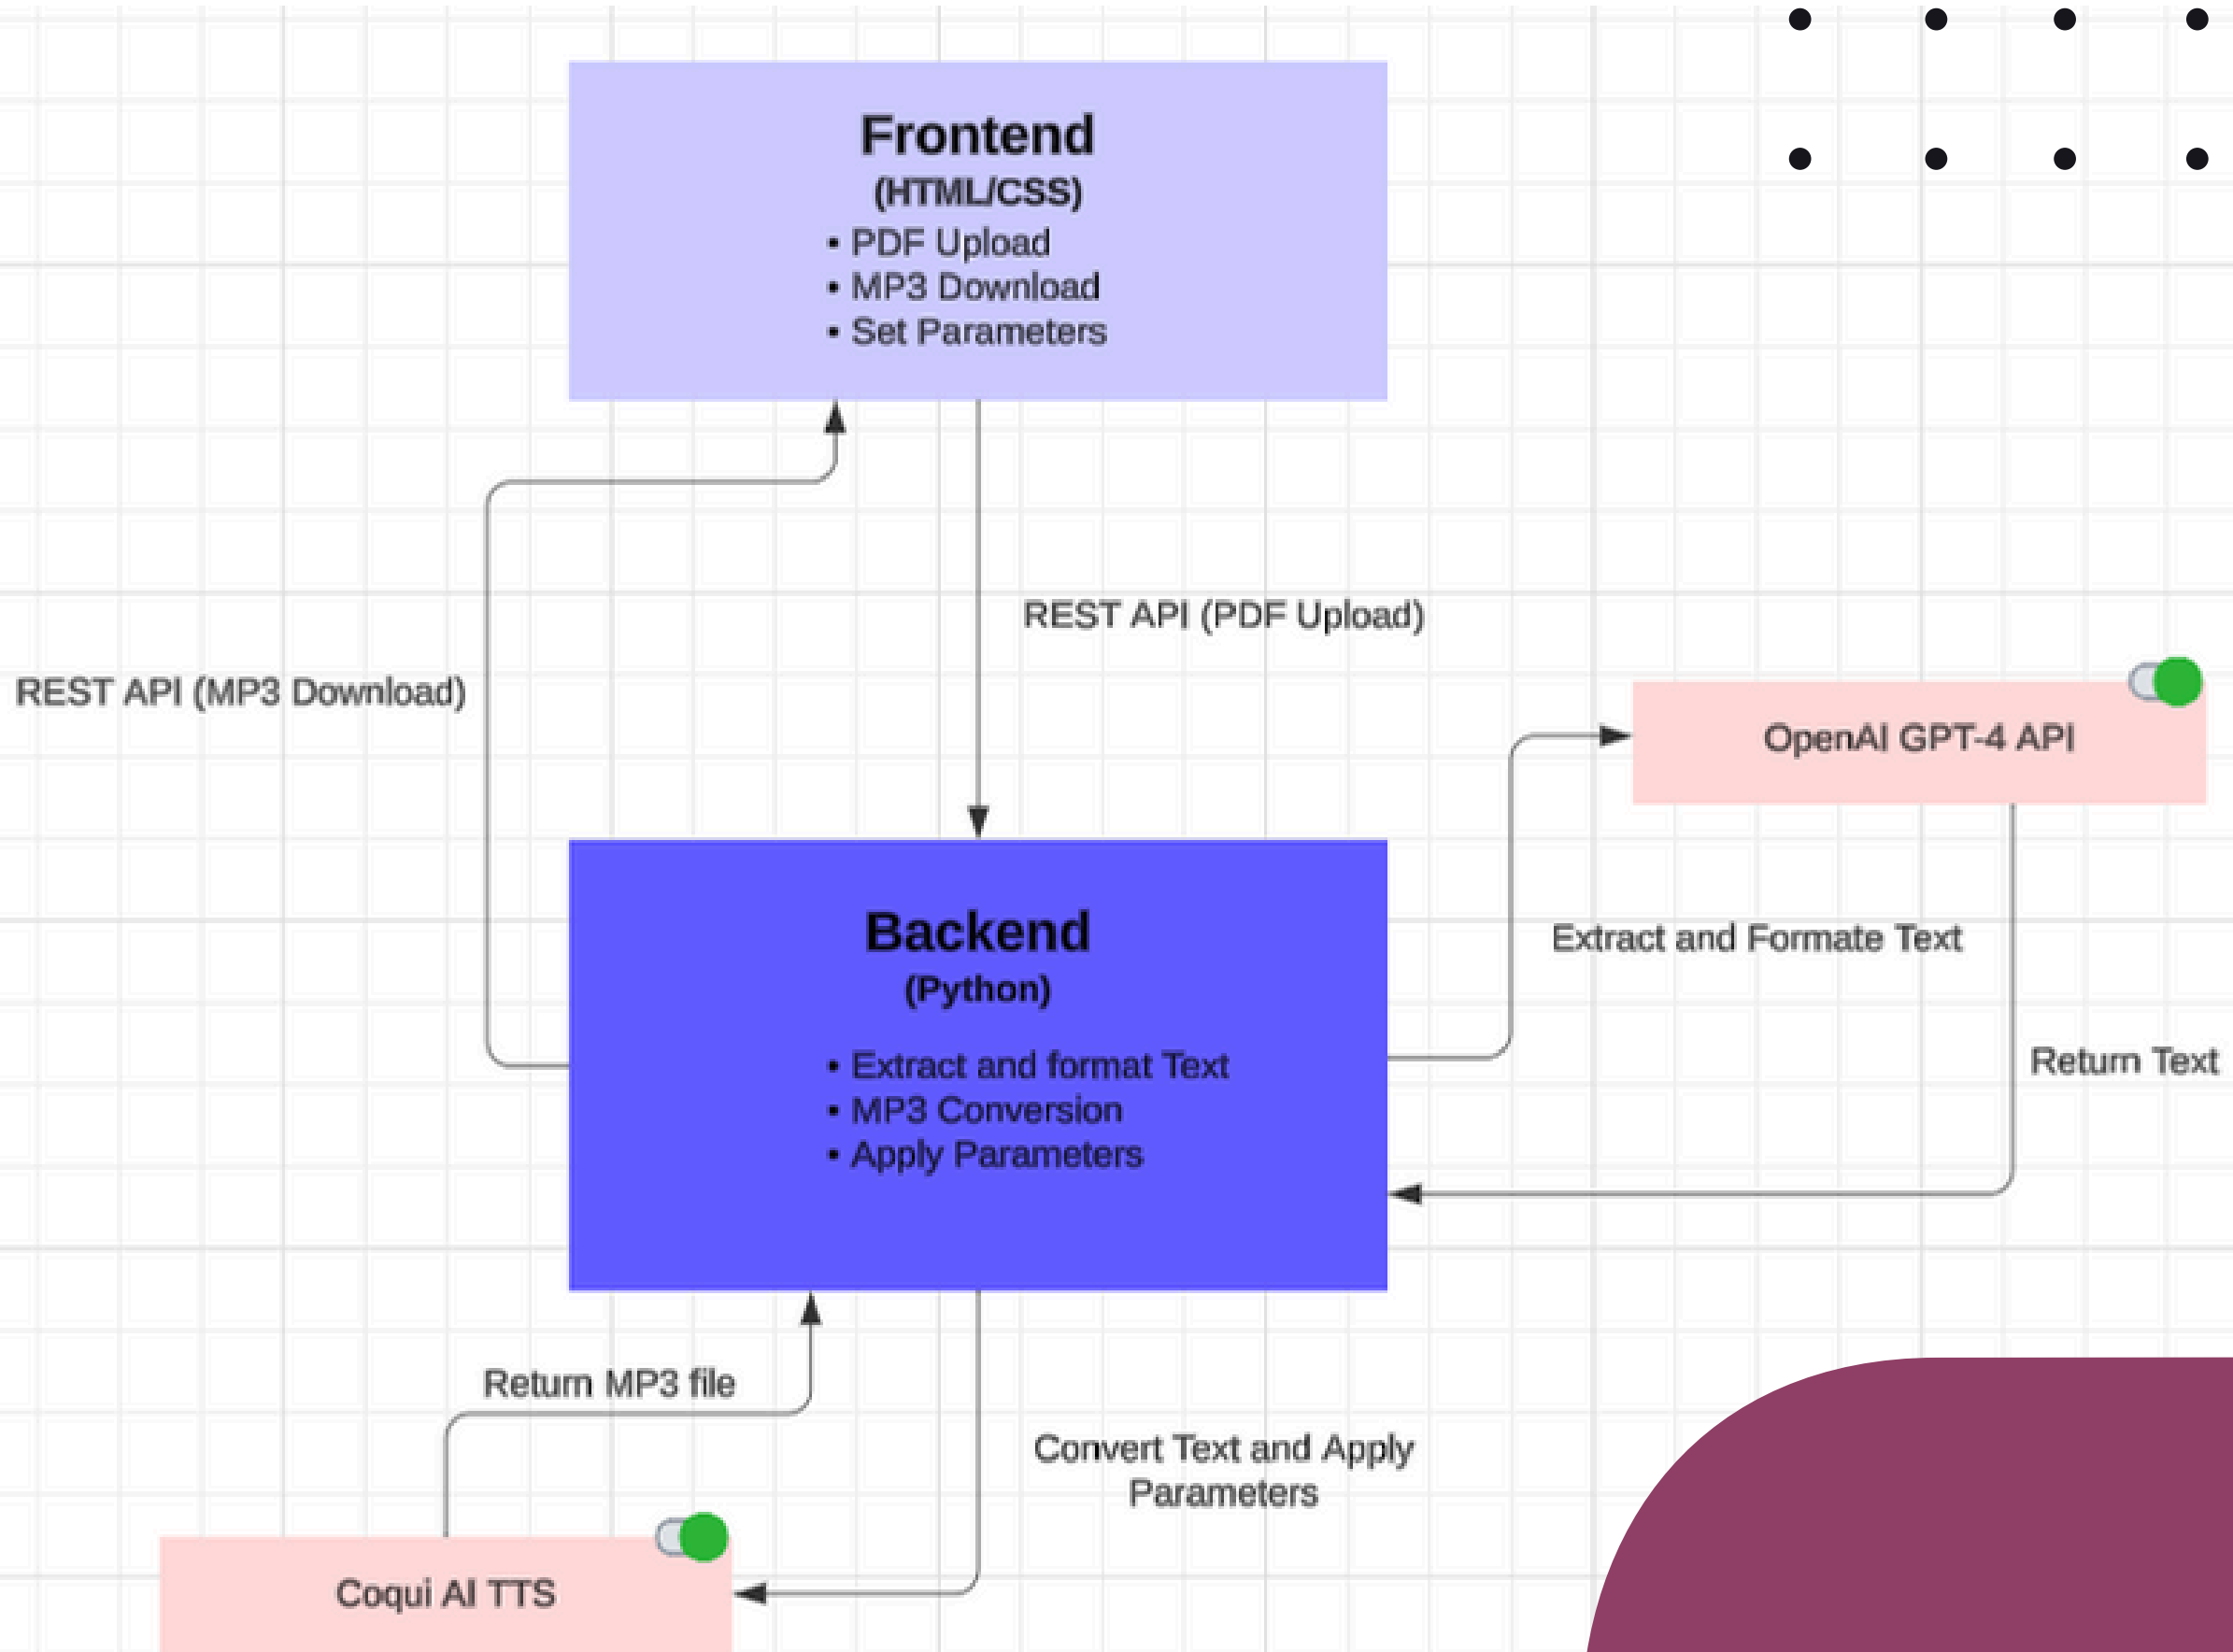 Frontend
(HTML/CSS)
• PDF Upload
• MP3 Download
• Set Parameters
REST API (PDF Upload)
REST API (MP3 Download)
OpenAI GPT-4 API
Backend
(Python)
• Extract and format Text
• MP3 Conversion
• Apply Parameters
Extract and Formate Text
Return Text
Return MP3 file
Convert Text and Apply
Parameters
Coqui AI TTS